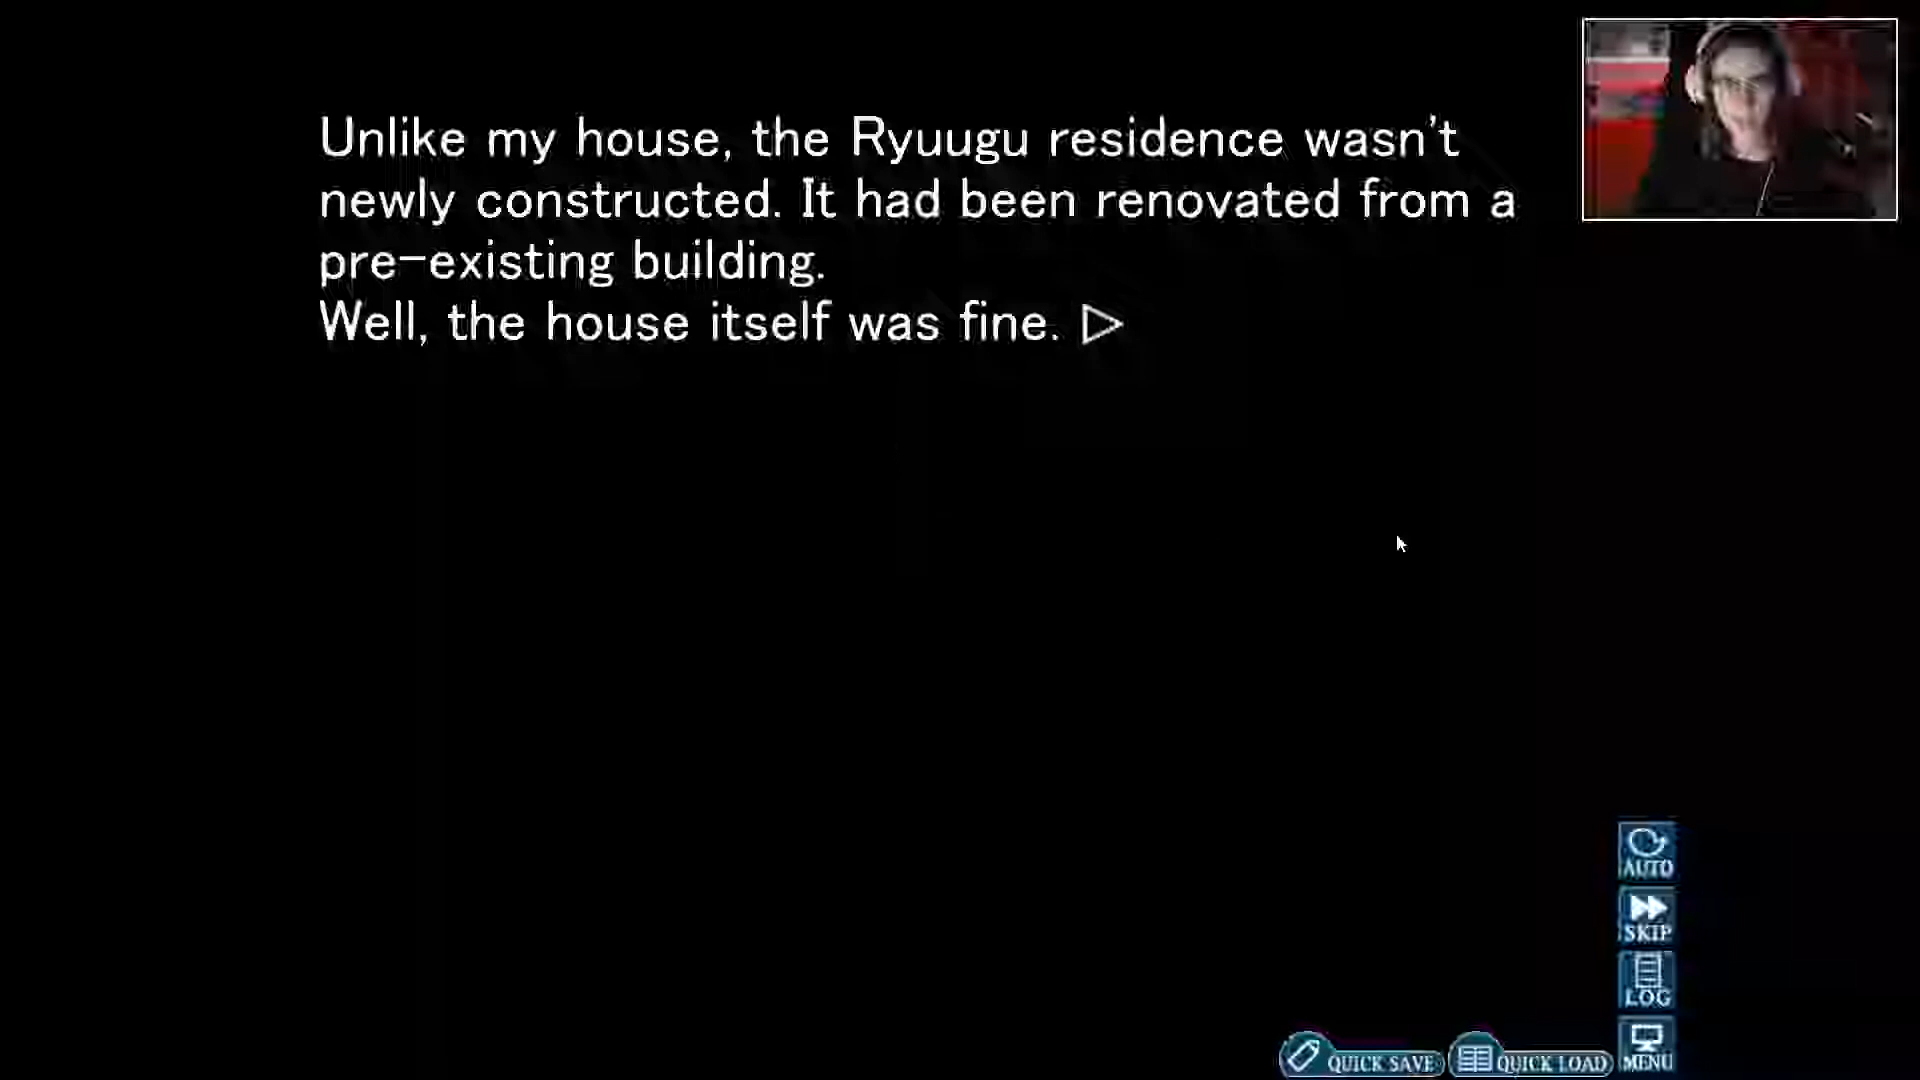 Unlike my house, the Ryuugu residence wasn't
newly constructed. It had been renovated from a
pre-existing building.
Well, the house itself was fine.
AUTO
SKIP
LOG
MENU
QUICK SAVE
QUICK LOAD